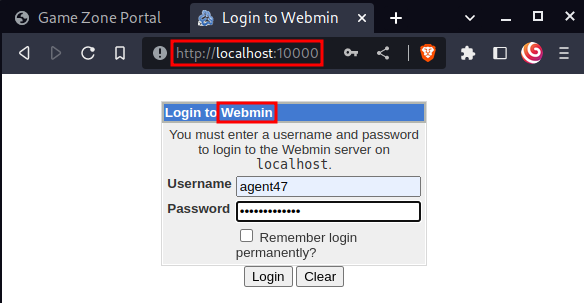 Game Zone Portal
Login to Webmin
http://localhost:10000
Login to Webmin
You must enter a username and password
to login to the Webmin server on
localhost.
Username agent47
Password •••••••••••••
Remember login
permanently?
Login Clear